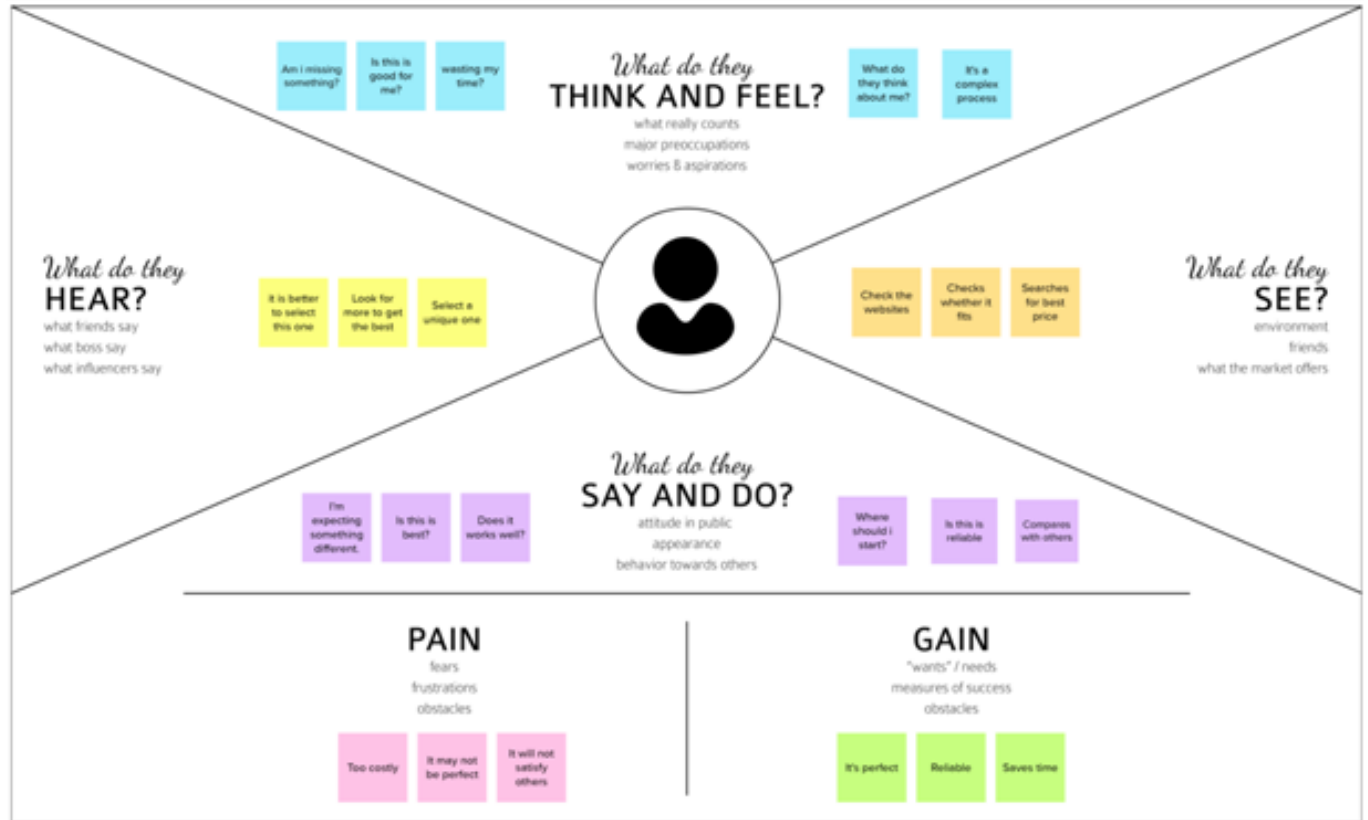 What do they
THINK AND FEEL?
what really counts
major preoccupations
worries & aspirations
Am i missing
something?
Is this is
good for
me?
wasting my
time?
What do
they think
about me?
It's a
complex
process
What do they
HEAR?
what friends say
what boss say
what influencers say
it is better
to select
this one
Look for
more to get
the best
Select a
unique one
Check the
websites
Checks
whether it
fits
Searches
for best
price
What do they
SEE?
environment
friends
what the market offers
What do they
SAY AND DO?
attitude in public
appearance
behavior towards others
I'm
expecting
something
different.
Is this is
best?
Does it
works well?
Where
should i
start?
Is this is
reliable
Compares
with others
PAIN
fears
frustrations
obstacles
Too costly
It may not
be perfect
It will not
satisfy
others
GAIN
"wants" / needs
measures of success
obstacles
It's perfect
Reliable
Saves time